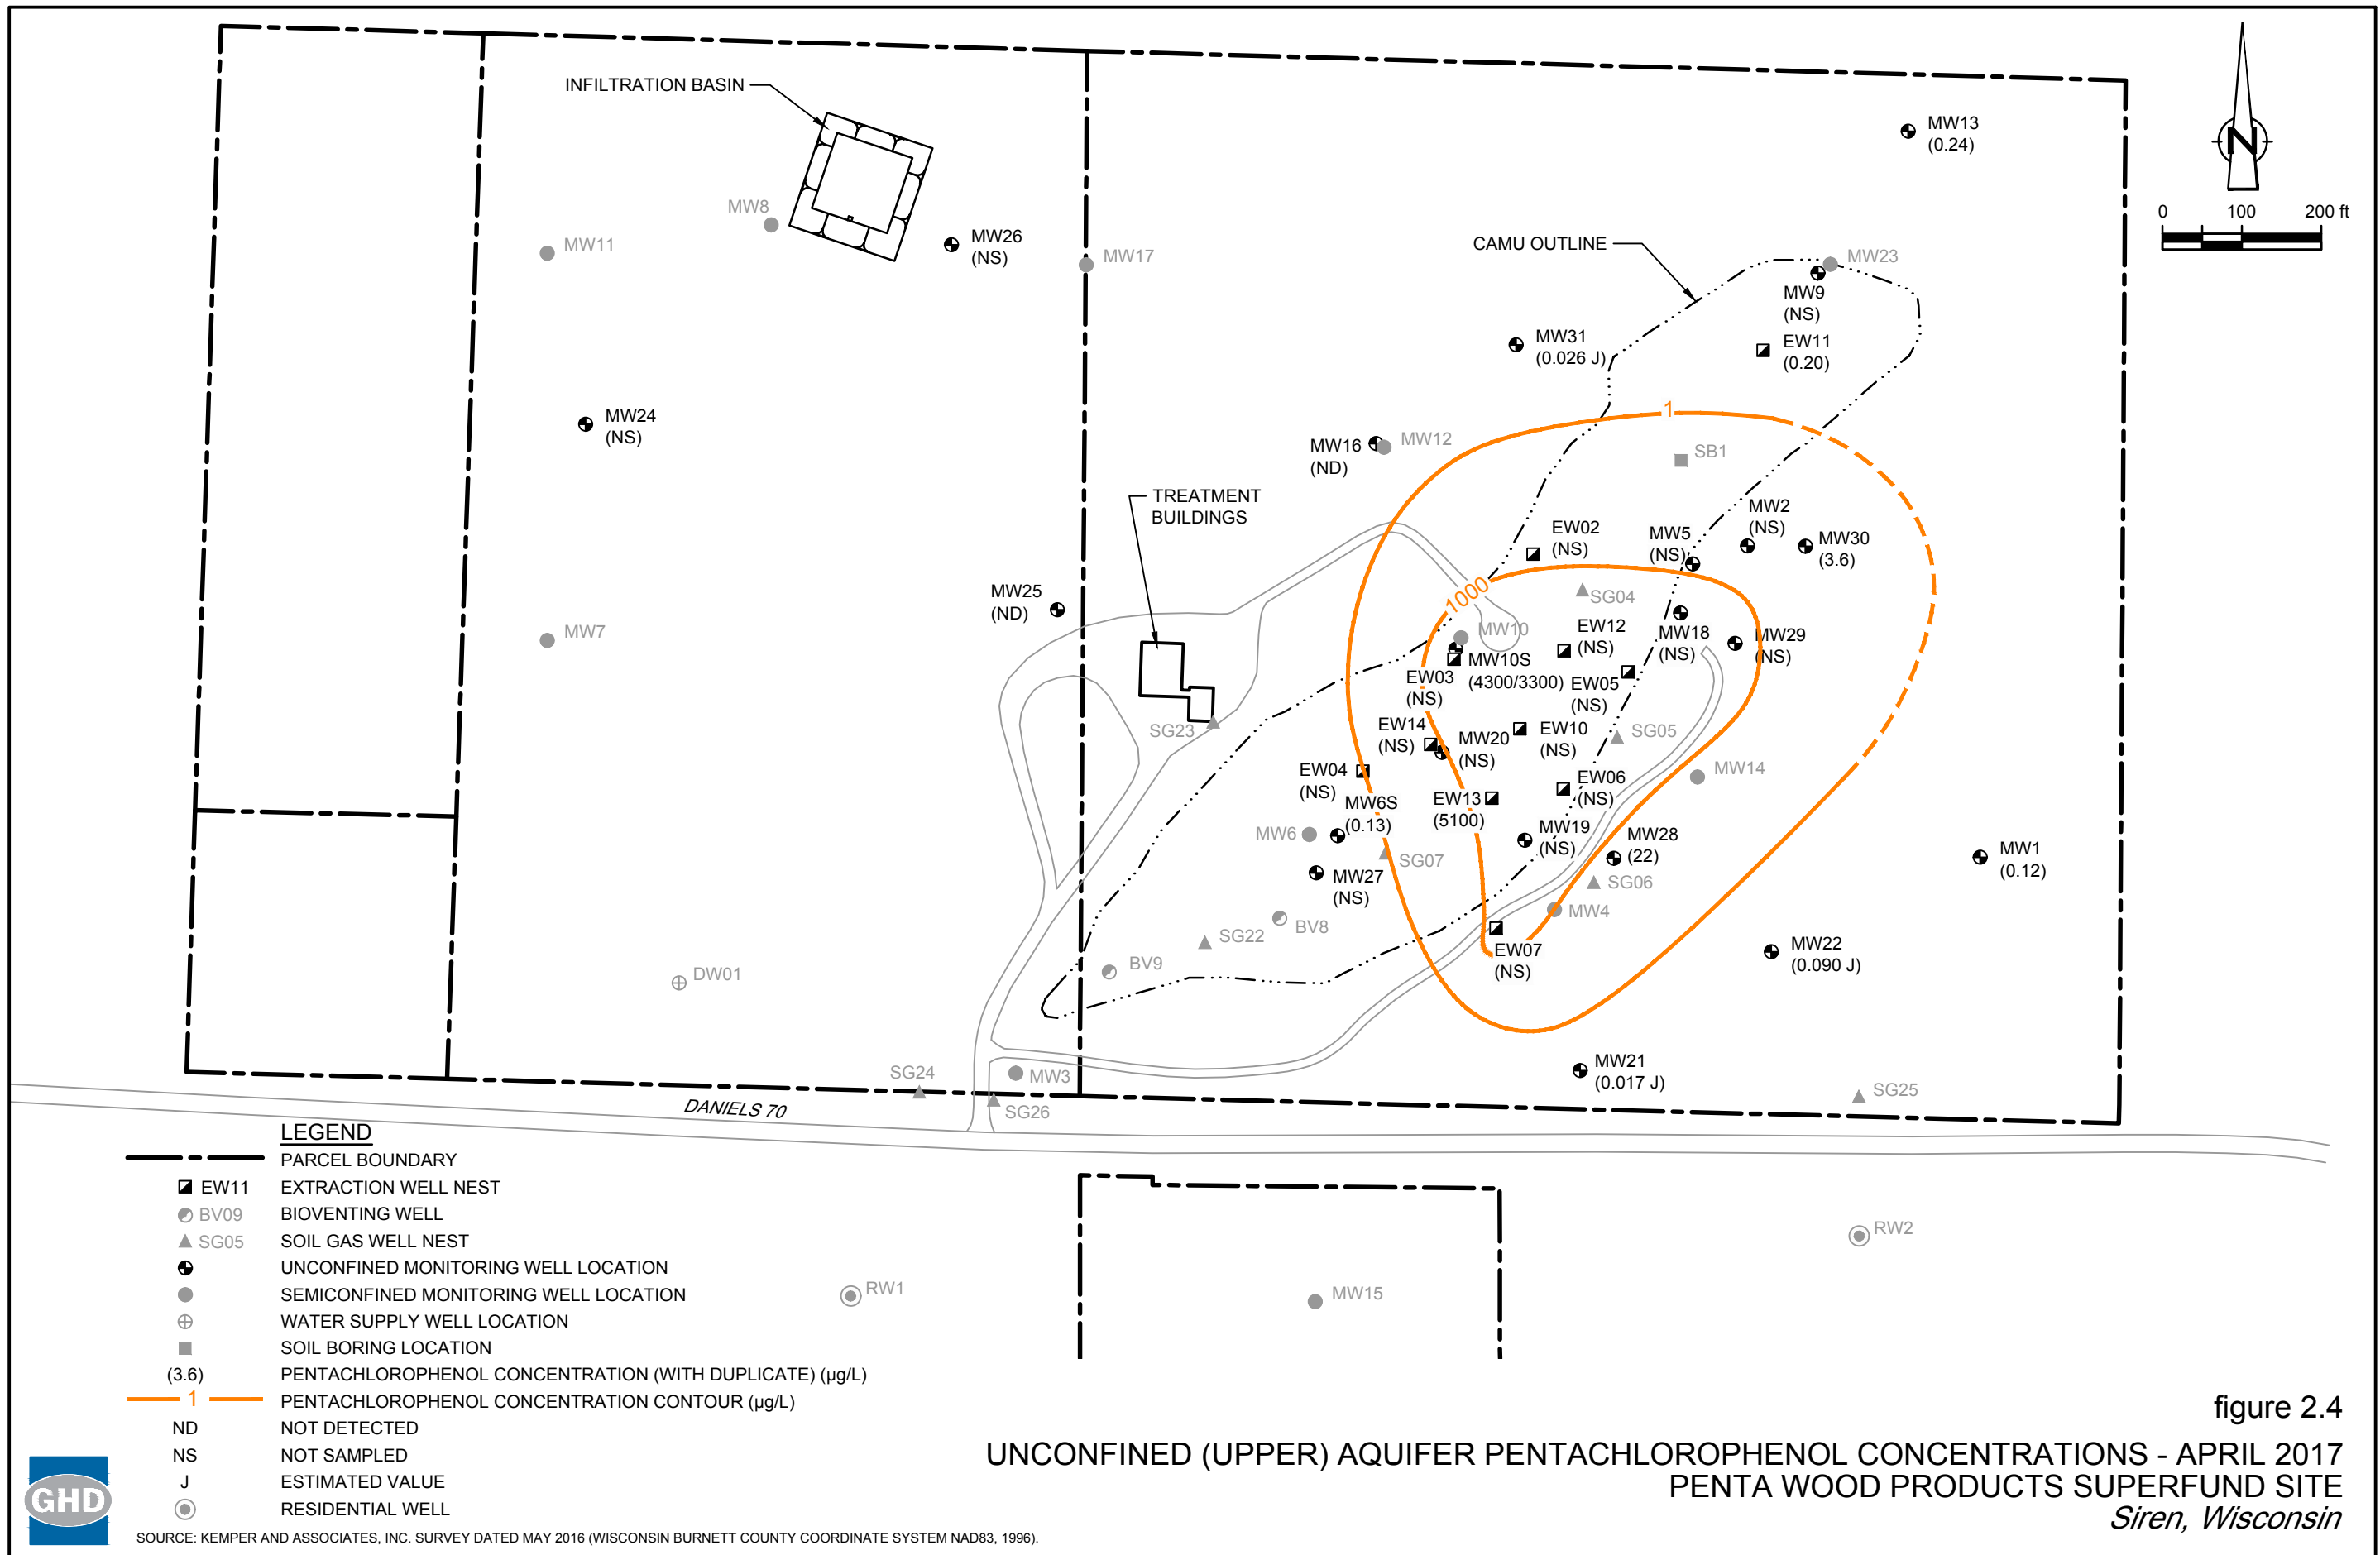 INFILTRATION BASIN
MW13
(0.24)
N
0 100 200 ft
MW8
MW11
MW26
(NS)
MW17
CAMU OUTLINE
MW23
MW9
(NS)
MW31
(0.026 J)
EW11
(0.20)
1
MW24
(NS)
MW16
(ND)
MW12
SB1
TREATMENT
BUILDINGS
EW02
(NS)
MW5
(NS)
MW2
(NS)
MW30
(3.6)
MW25
(ND)
1000
SG04
MW7
MW10
EW12
(NS)
MW18
(NS)
MW29
(NS)
MW10S
(4300/3300)
EW03
(NS)
EW05
(NS)
SG23
EW14
(NS)
MW20
(NS)
EW10
(NS)
SG05
EW04
(NS)
MW14
EW06
(NS)
MW6S
(0.13)
EW13
(5100)
MW6
MW19
(NS)
MW28
(22)
SG07
MW1
(0.12)
MW27
(NS)
SG06
MW4
BV8
SG22
EW07
(NS)
MW22
(0.090 J)
BV9
DW01
MW21
(0.017 J)
SG24
MW3
SG26
SG25
DANIELS 70
LEGEND
PARCEL BOUNDARY
EW11 EXTRACTION WELL NEST
BV09 BIOVENTING WELL
SG05 SOIL GAS WELL NEST
UNCONFINED MONITORING WELL LOCATION
SEMICONFINED MONITORING WELL LOCATION
WATER SUPPLY WELL LOCATION
SOIL BORING LOCATION
(3.6) PENTACHLOROPHENOL CONCENTRATION (WITH DUPLICATE) (µg/L)
1 PENTACHLOROPHENOL CONCENTRATION CONTOUR (µg/L)
ND NOT DETECTED
NS NOT SAMPLED
J ESTIMATED VALUE
RESIDENTIAL WELL
RW2
RW1
MW15
figure 2.4
UNCONFINED (UPPER) AQUIFER PENTACHLOROPHENOL CONCENTRATIONS - APRIL 2017
PENTA WOOD PRODUCTS SUPERFUND SITE
Siren, Wisconsin
GHD
SOURCE: KEMPER AND ASSOCIATES, INC. SURVEY DATED MAY 2016 (WISCONSIN BURNETT COUNTY COORDINATE SYSTEM NAD83, 1996).